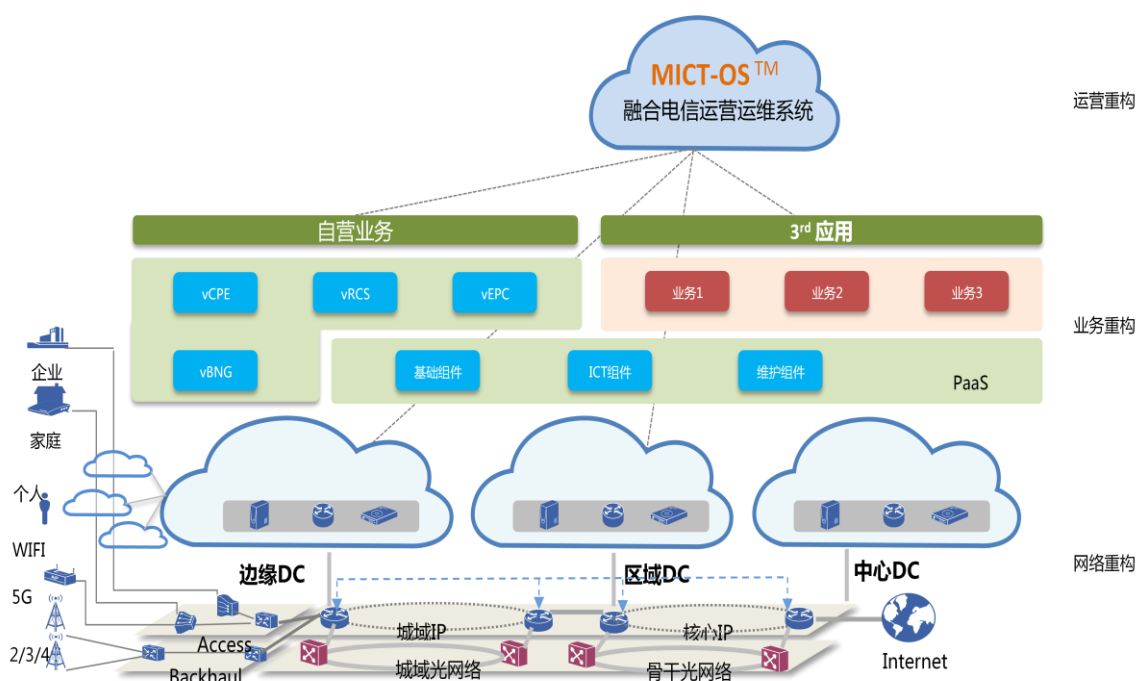 MICT-OS™
融合电信运营运维系统
运营重构
自营业务
3rd 应用
vCPE
vRCS
vEPC
业务1
业务2
业务3
业务重构
企业
vBNG
基础组件
ICT组件
维护组件
PaaS
家庭
个人
WIFI
边缘DC
区域DC
中心DC
网络重构
5G
城域IP
核心IP
Access
2/3/4
Backhaul
城域光网络
骨干光网络
Internet